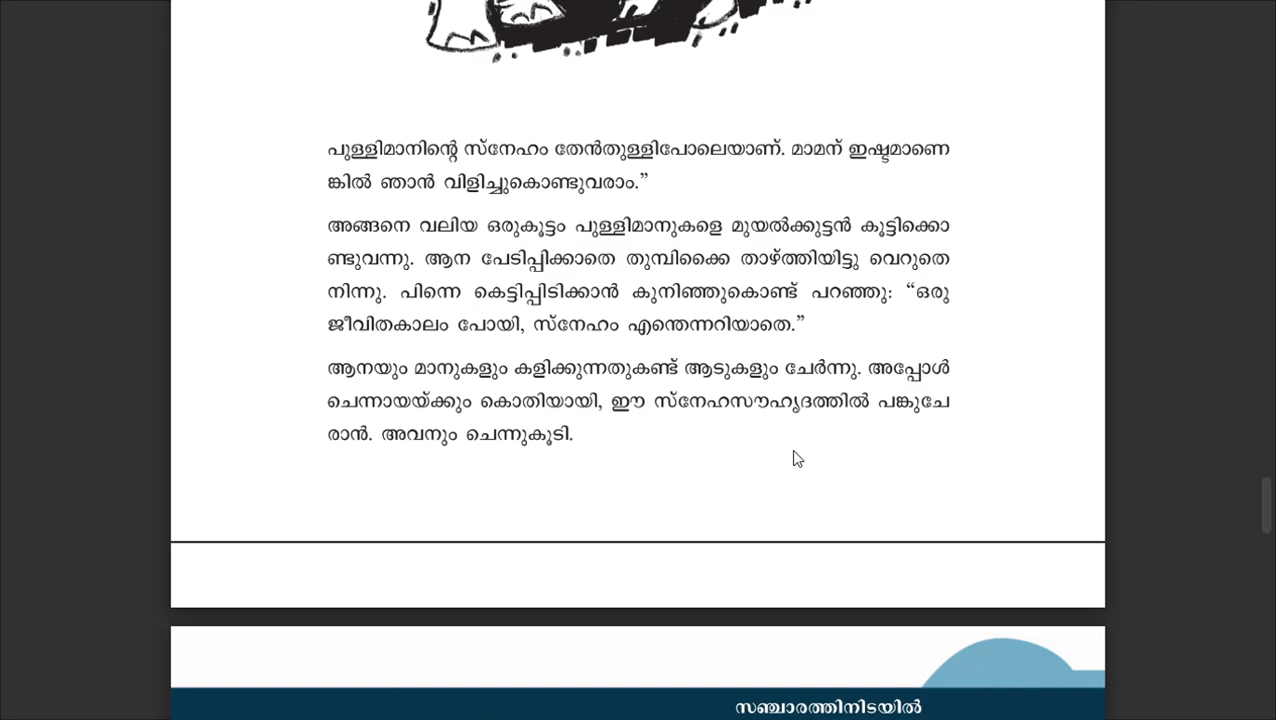 പുള്ളിമാനിന്റെ സ്നേഹം തേൻതുള്ളിപോലെയാണ്. മാമന് ഇഷ്ടമാണെ
ങ്കിൽ ഞാൻ വിളിച്ചുകൊണ്ടുവരാം.”
അങ്ങനെ വലിയ ഒരുകൂട്ടം പുള്ളിമാനുകളെ മുയൽക്കുട്ടൻ കൂട്ടിക്കൊ
ണ്ടുവന്നു. ആന പേടിപ്പിക്കാതെ തുമ്പിക്കൈ താഴ്ത്തിയിട്ടു വെറുതെ
നിന്നു. പിന്നെ കെട്ടിപ്പിടിക്കാൻ കുനിഞ്ഞുകൊണ്ട് പറഞ്ഞു: “ഒരു
ജീവിതകാലം പോയി, സ്നേഹം എന്തെന്നറിയാതെ.”
ആനയും മാനുകളും കളിക്കുന്നതുകണ്ട് ആടുകളും ചേർന്നു. അപ്പോൾ
ചെന്നായയ്ക്കും കൊതിയായി, ഈ സ്നേഹസൗഹൃദത്തിൽ പങ്കുചേ
രാൻ. അവനും ചെന്നുകൂടി.
സഞ്ചാരത്തിനിടയിൽ